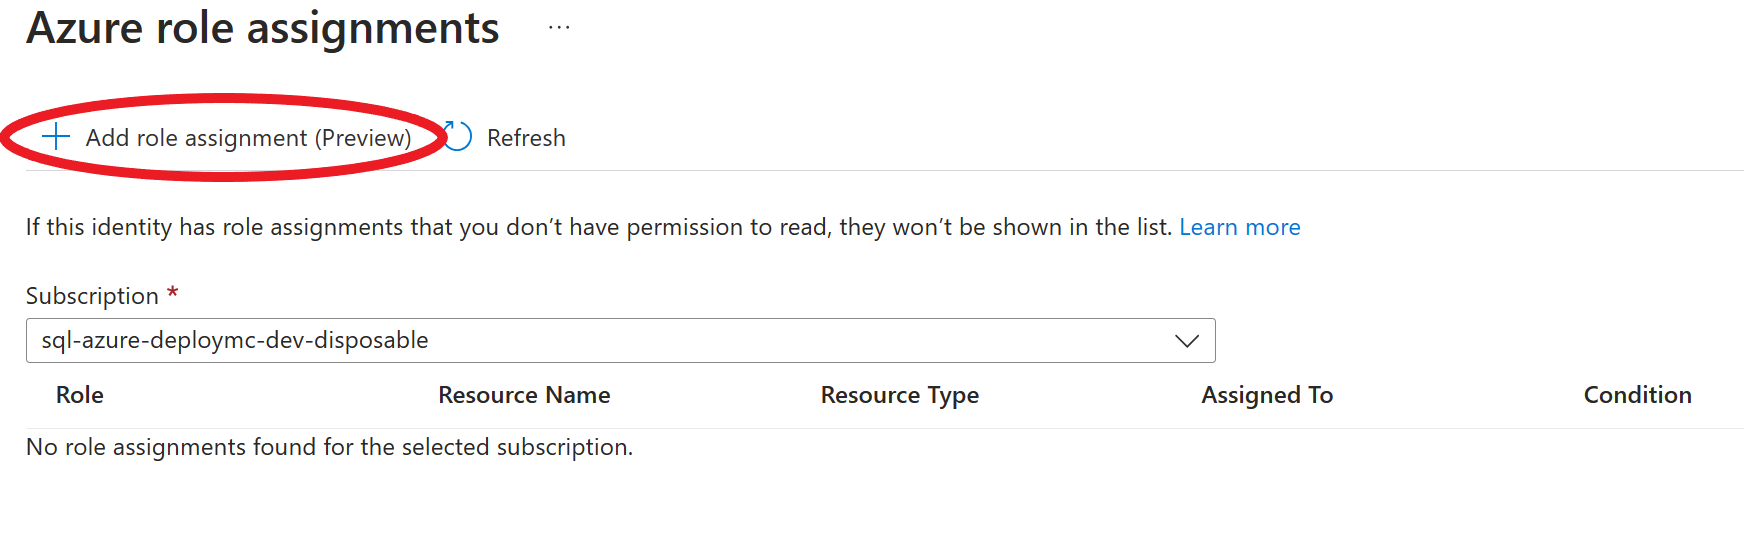 Azure role assignments ...
Add role assignment (Preview) Refresh
If this identity has role assignments that you don’t have permission to read, they won’t be shown in the list. Learn more
Subscription *
sql-azure-deploymc-dev-disposable
Role Resource Name Resource Type Assigned To Condition
No role assignments found for the selected subscription.